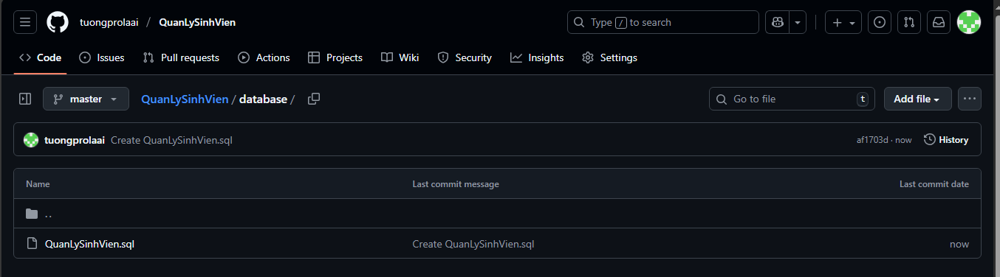 tuongprolaai / QuanLySinhVien Type / to search
Code Issues Pull requests Actions Projects Wiki Security Insights Settings
master QuanLySinhVien / database / Go to file t Add file
tuongprolaai Create QuanLySinhVien.sql af1703d · now History
Name Last commit message Last commit date
..
QuanLySinhVien.sql Create QuanLySinhVien.sql now